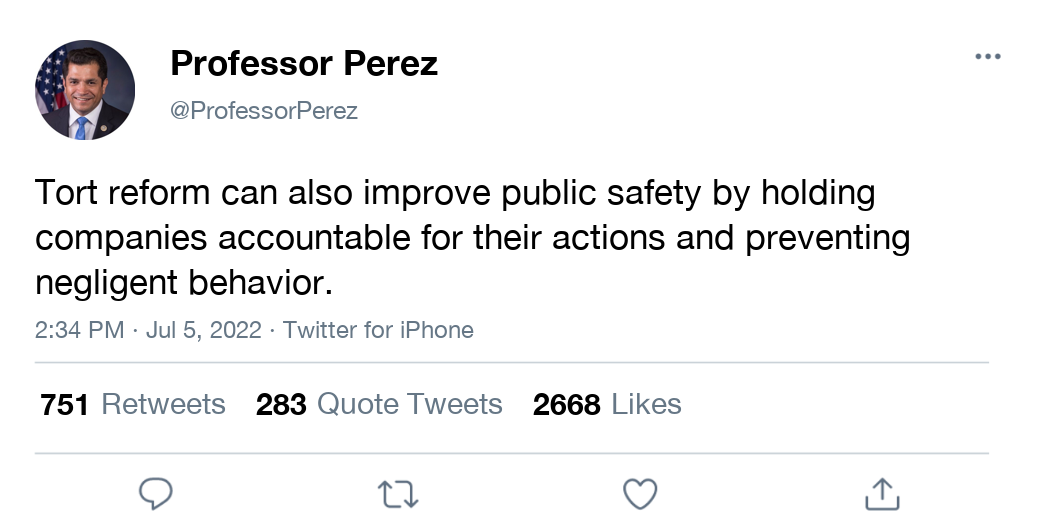 Professor Perez
@ProfessorPerez
Tort reform can also improve public safety by holding
companies accountable for their actions and preventing
negligent behavior.
2:34 PM · Jul 5, 2022 · Twitter for iPhone
751 Retweets 283 Quote Tweets 2668 Likes